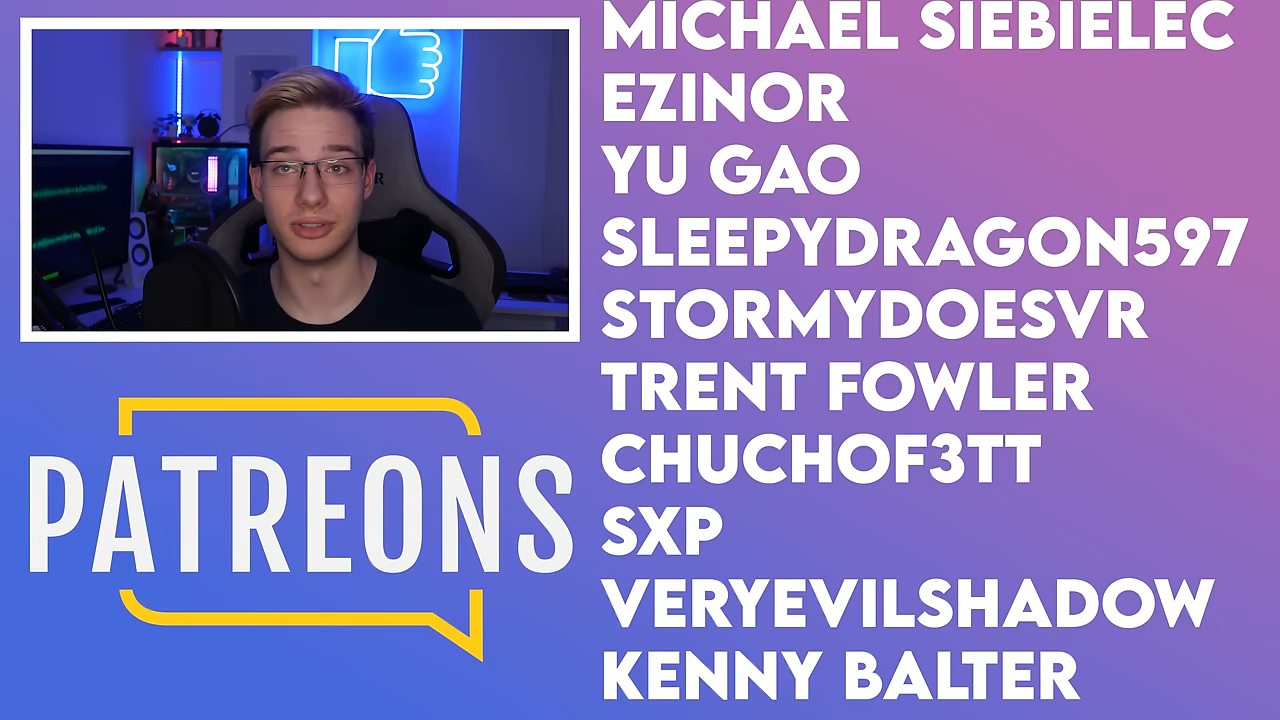 MICHAEL SIEBIELEC
EZINOR
YU GAO
SLEEPYDRAGON597
STORMYDOESVR
TRENT FOWLER
CHUCHOF3TT
SXP
VERYEVILSHADOW
KENNY BALTER
PATREONS